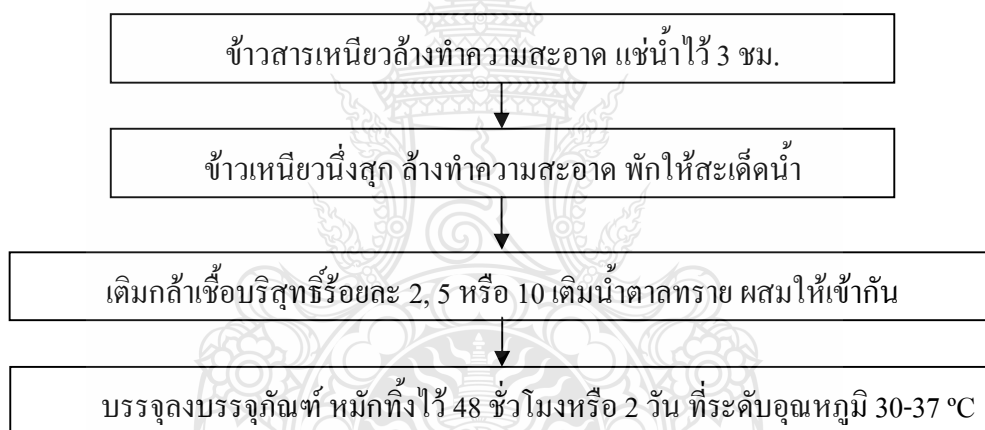 ข้าวสารเหนียวล้างทำความสะอาด แช่น้ำไว้ 3 ชม.
ข้าวเหนียวนึ่งสุก ล้างทำความสะอาด พักให้สะเด็ดน้ำ
เติมกล้าเชื้อบริสุทธิ์ร้อยละ 2, 5 หรือ 10 เติมน้ำตาลทราย ผสมให้เข้ากัน
บรรจุลงบรรจุภัณฑ์ หมักทิ้งไว้ 48 ชั่วโมงหรือ 2 วัน ที่ระดับอุณหภูมิ 30-37 ºC